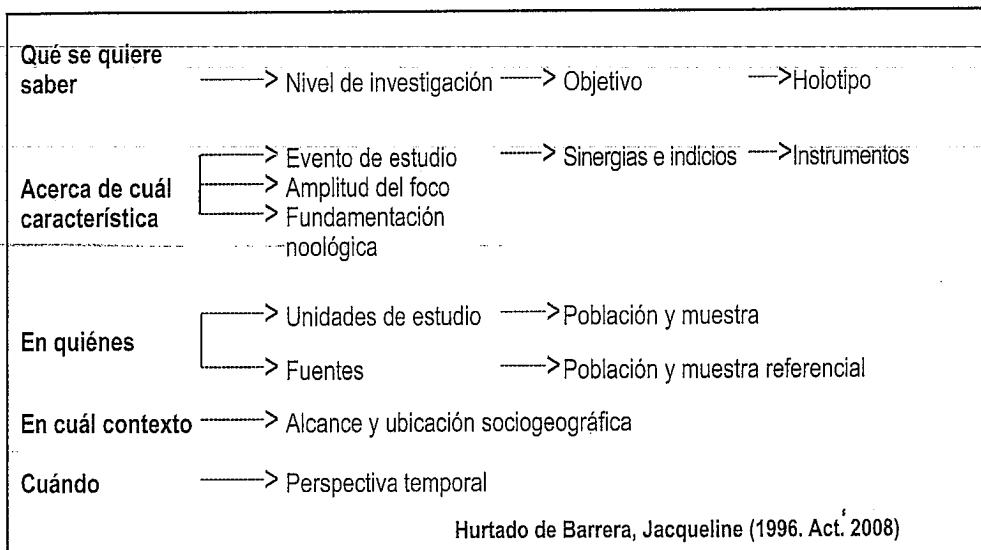 Qué se quiere
saber
Nivel de investigación Objetivo Holotipo
Evento de estudio Sinergias e indicios Instrumentos
Acerca de cuál Amplitud del foco
característica Fundamentación
noológica
Unidades de estudio Población y muestra
En quiénes
Fuentes Población y muestra referencial
En cuál contexto Alcance y ubicación sociogeográfica
Cuándo Perspectiva temporal
Hurtado de Barrera, Jacqueline (1996. Act. 2008)